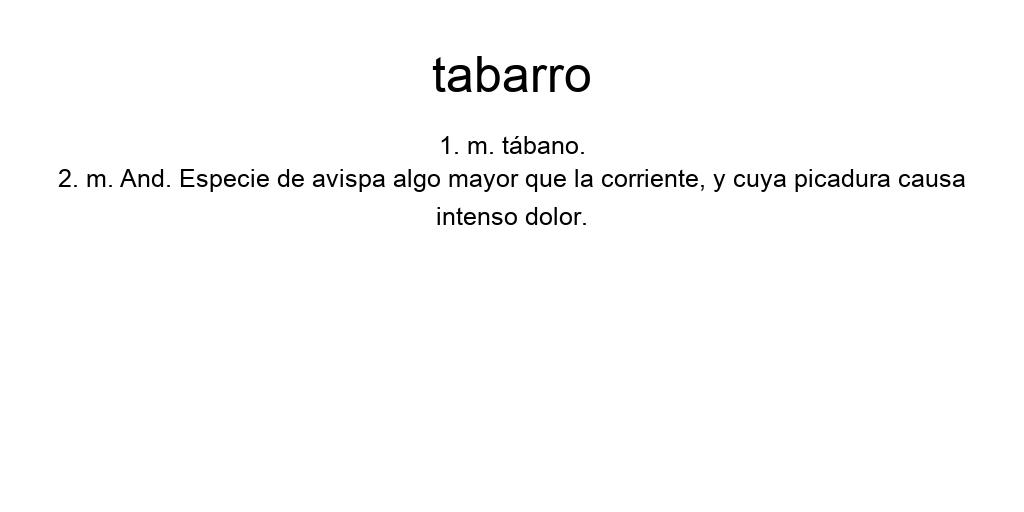 tabarro
1. m. tábano.
2. m. And. Especie de avispa algo mayor que la corriente, y cuya picadura causa
intenso dolor.